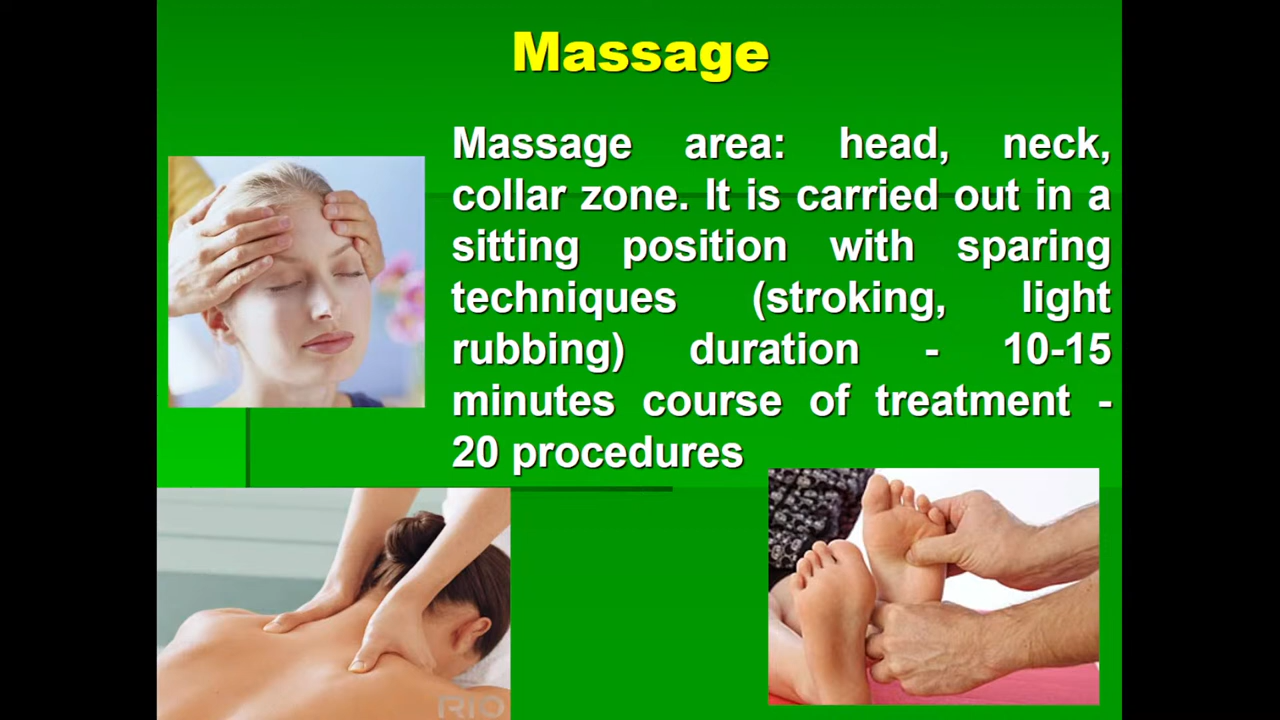 Massage
Massage area: head, neck,
collar zone. It is carried out in a
sitting position with sparing
techniques (stroking, light
rubbing) duration - 10-15
minutes course of treatment -
20 procedures
RIO